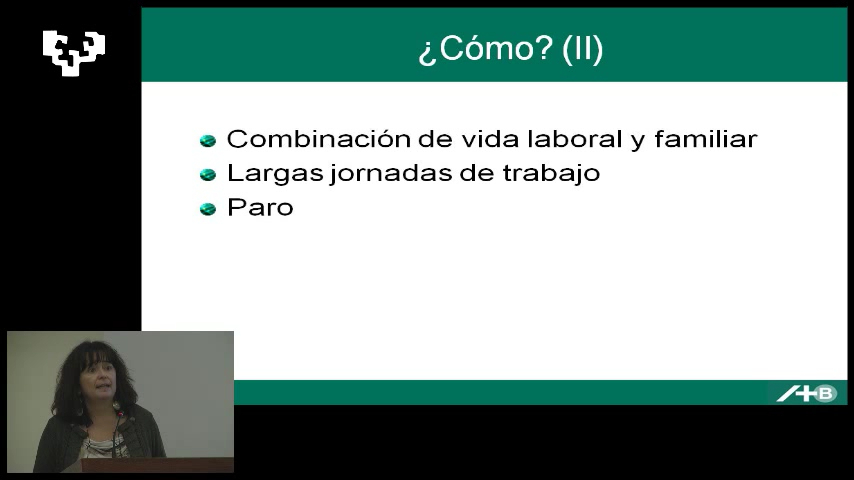 ¿Cómo? (II)
Combinación de vida laboral y familiar
Largas jornadas de trabajo
Paro